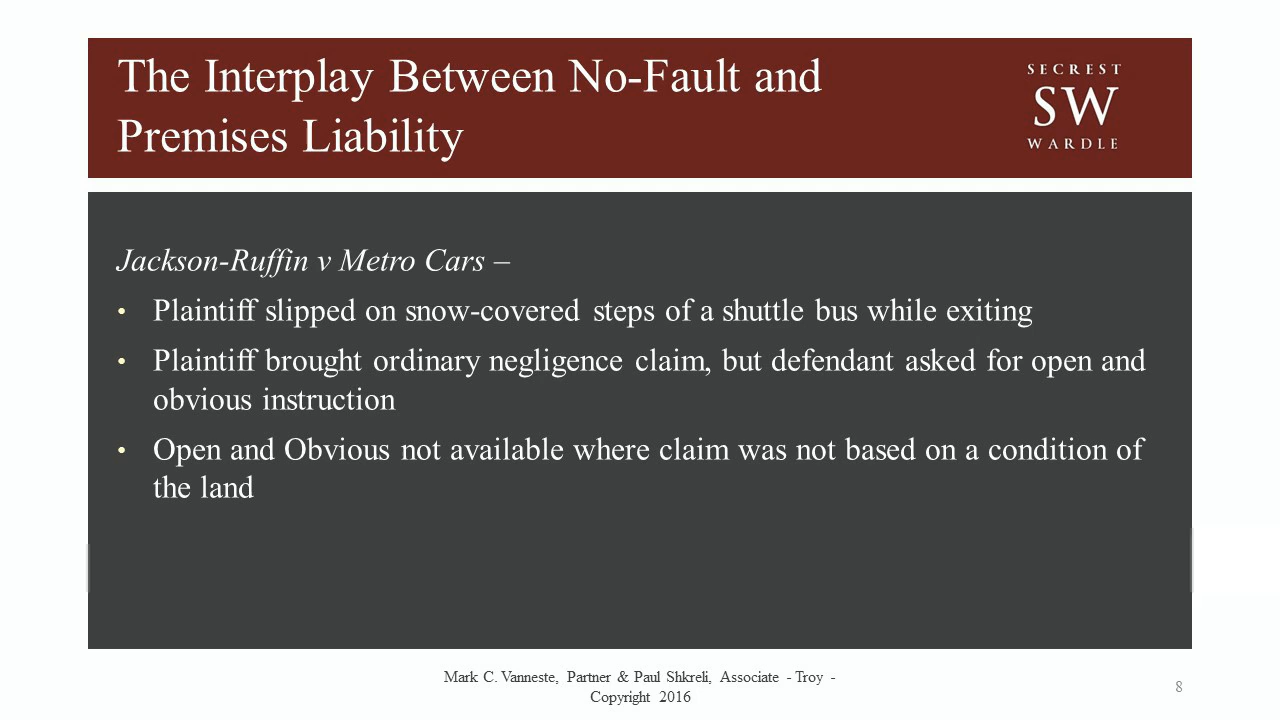 The Interplay Between No-Fault and
Premises Liability
SECREST
SW
WARDLE
Jackson-Ruffin v Metro Cars –
• Plaintiff slipped on snow-covered steps of a shuttle bus while exiting
• Plaintiff brought ordinary negligence claim, but defendant asked for open and
obvious instruction
• Open and Obvious not available where claim was not based on a condition of
the land
Mark C. Vanneste, Partner & Paul Shkreli, Associate - Troy -
Copyright 2016
8